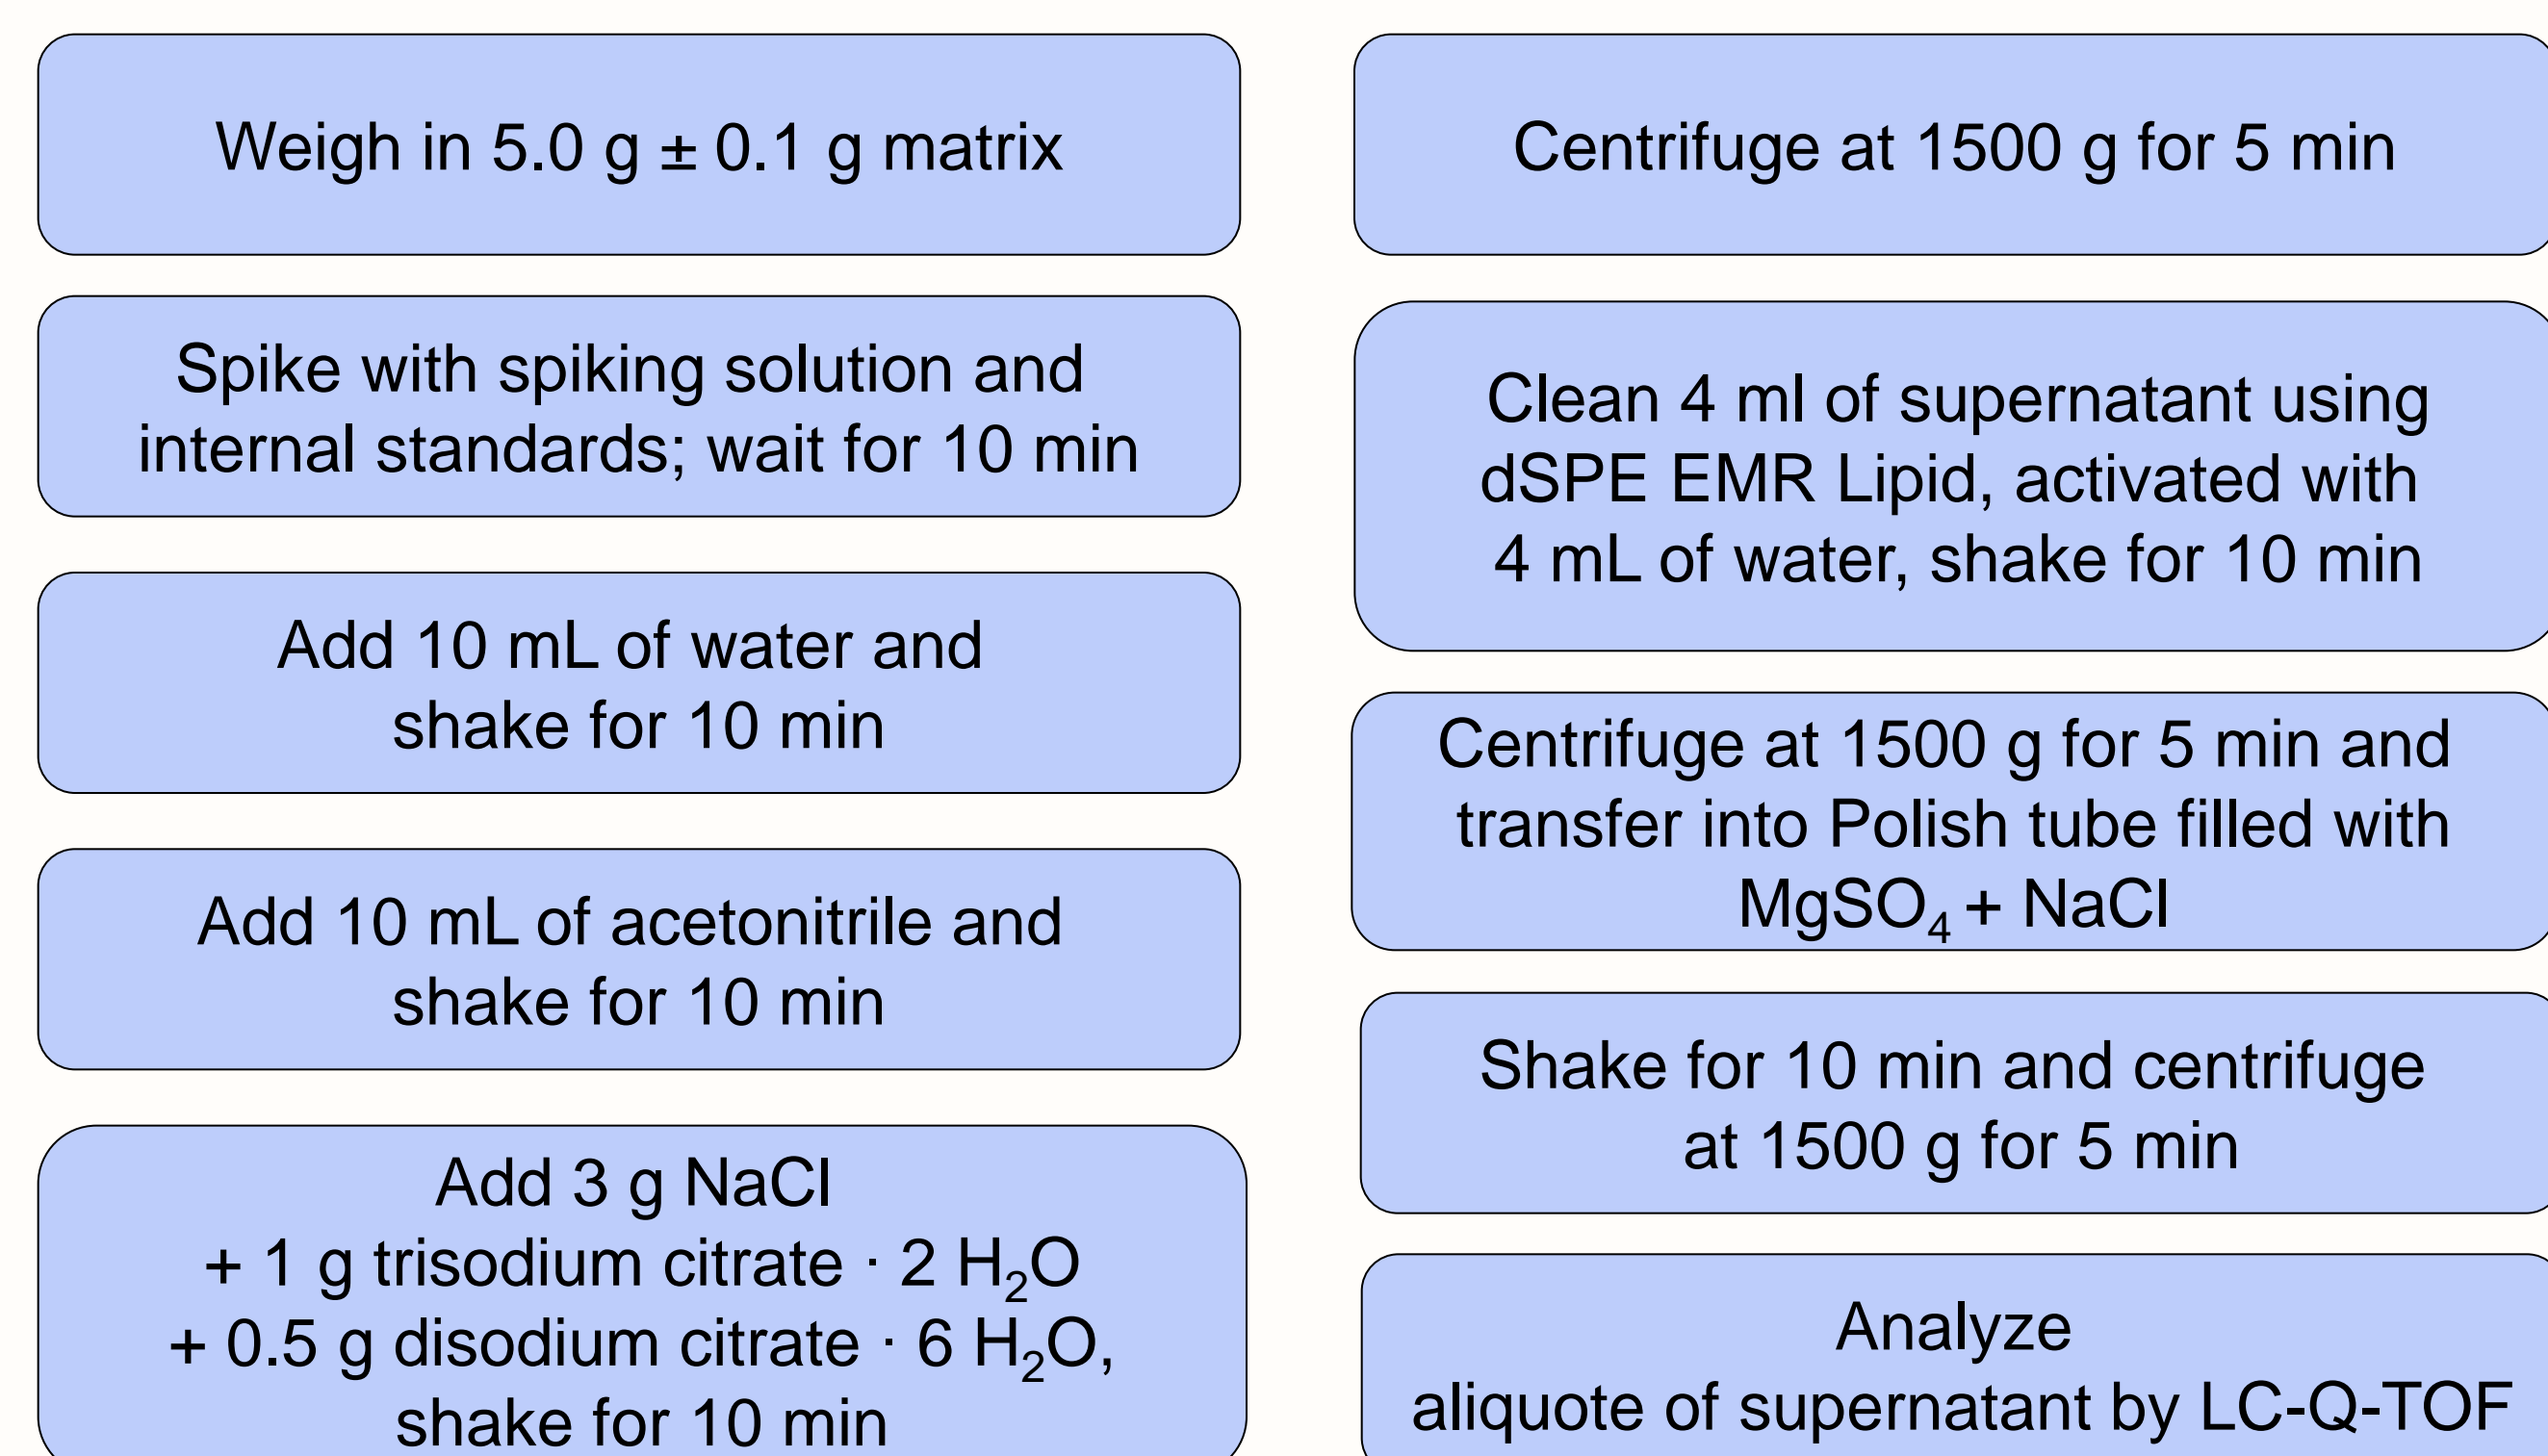 Weigh in 5.0 g ± 0.1 g matrix
Spike with spiking solution and
internal standards; wait for 10 min
Add 10 mL of water and
shake for 10 min
Add 10 mL of acetonitrile and
shake for 10 min
Add 3 g NaCl
+ 1 g trisodium citrate · 2 H₂O
+ 0.5 g disodium citrate · 6 H₂O,
shake for 10 min
Centrifuge at 1500 g for 5 min
Clean 4 ml of supernatant using
dSPE EMR Lipid, activated with
4 mL of water, shake for 10 min
Centrifuge at 1500 g for 5 min and
transfer into Polish tube filled with
MgSO₄ + NaCl
Shake for 10 min and centrifuge
at 1500 g for 5 min
Analyze
aliquote of supernatant by LC-Q-TOF